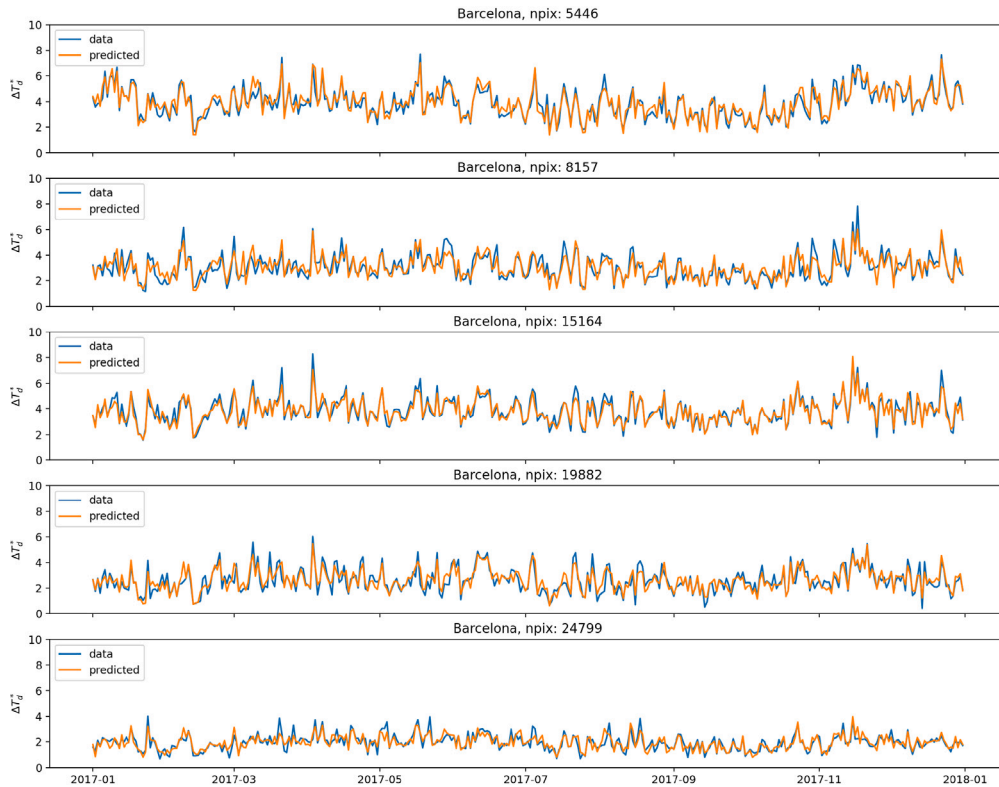 Barcelona, npix: 5446
10
8
6
4
2
0
ΔT*d
data
predicted
Barcelona, npix: 8157
10
8
6
4
2
0
ΔT*d
data
predicted
Barcelona, npix: 15164
10
8
6
4
2
0
ΔT*d
data
predicted
Barcelona, npix: 19882
10
8
6
4
2
0
ΔT*d
data
predicted
Barcelona, npix: 24799
10
8
6
4
2
0
ΔT*d
data
predicted
2017-01 2017-03 2017-05 2017-07 2017-09 2017-11 2018-01